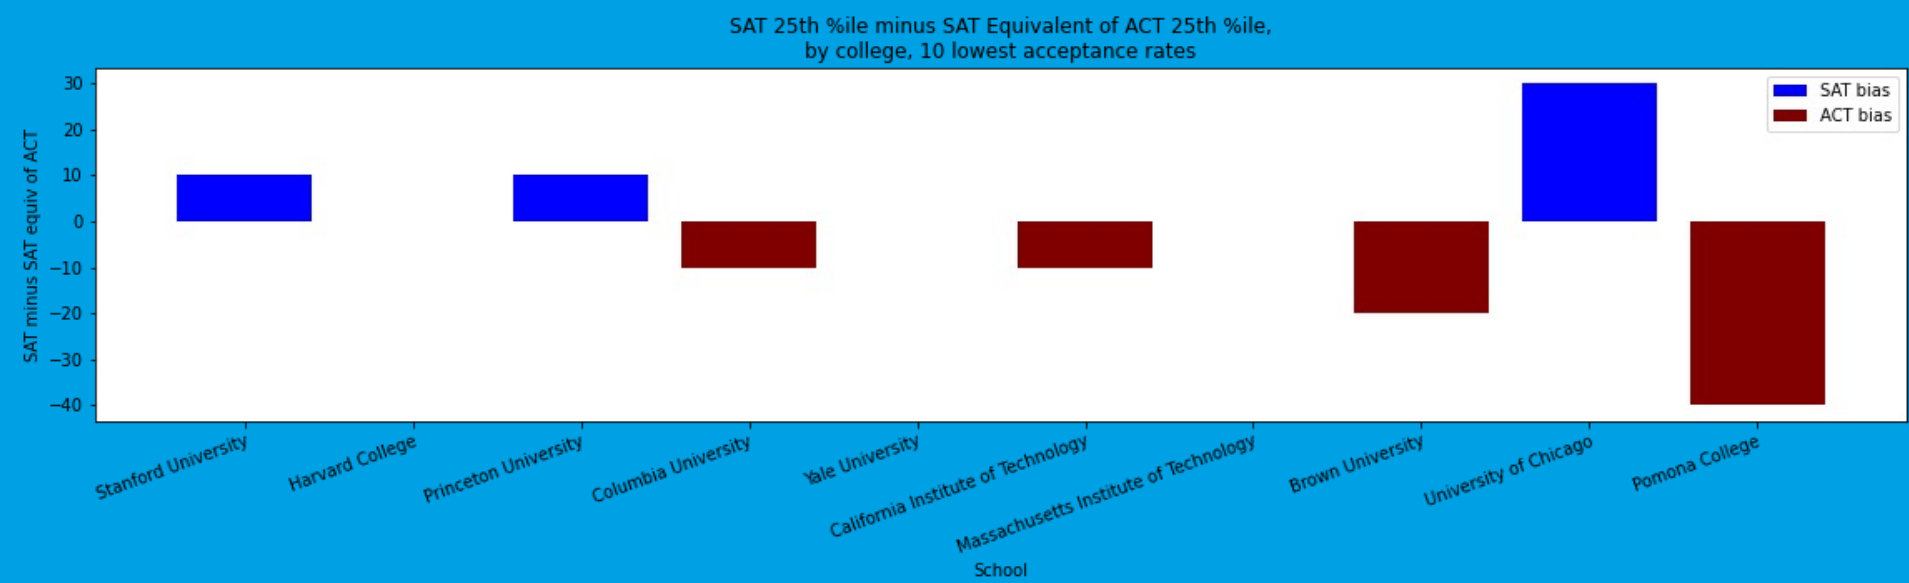 SAT 25th %ile minus SAT Equivalent of ACT 25th %ile,
by college, 10 lowest acceptance rates
SAT minus SAT equiv of ACT
30
20
10
0
−10
−20
−30
−40
SAT bias
ACT bias
Stanford University
Harvard College
Princeton University
Columbia University
Yale University
California Institute of Technology
Massachusetts Institute of Technology
Brown University
University of Chicago
Pomona College
School